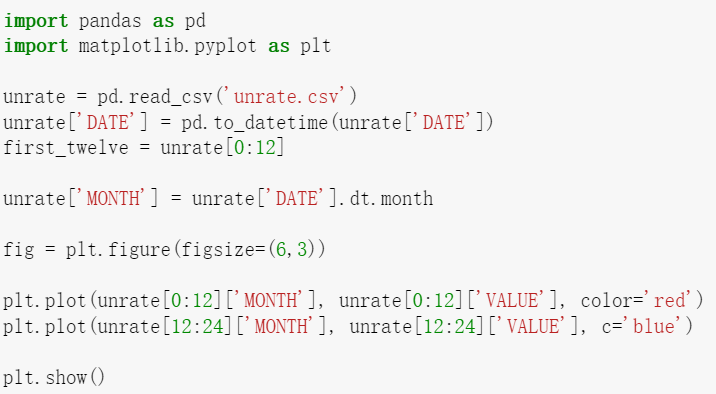 import pandas as pd
import matplotlib.pyplot as plt
unrate = pd.read_csv('unrate.csv')
unrate['DATE'] = pd.to_datetime(unrate['DATE'])
first_twelve = unrate[0:12]
unrate['MONTH'] = unrate['DATE'].dt.month
fig = plt.figure(figsize=(6,3))
plt.plot(unrate[0:12]['MONTH'], unrate[0:12]['VALUE'], color='red')
plt.plot(unrate[12:24]['MONTH'], unrate[12:24]['VALUE'], c='blue')
plt.show()